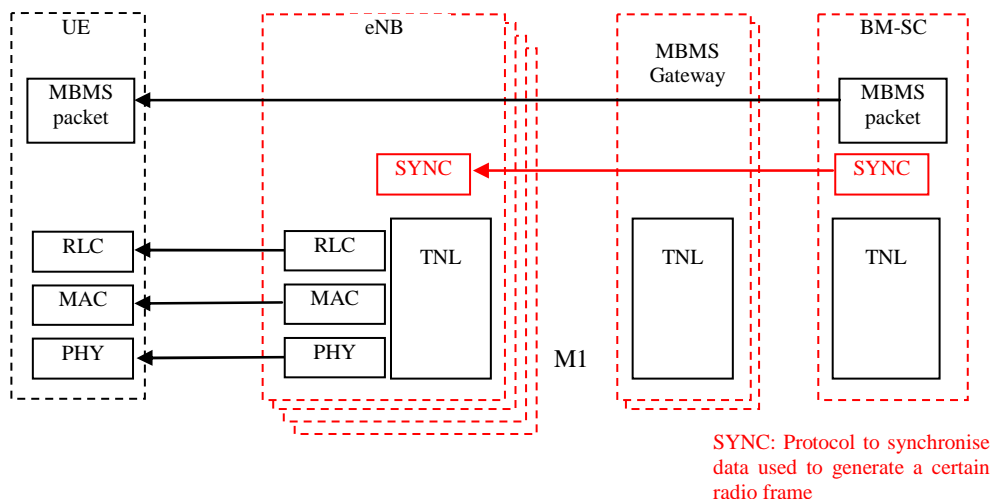 UE
eNB
MBMS
Gateway
BM-SC
MBMS
packet
MBMS
packet
SYNC
SYNC
RLC
RLC
TNL
TNL
TNL
MAC
MAC
PHY
PHY
M1
SYNC: Protocol to synchronise
data used to generate a certain
radio frame